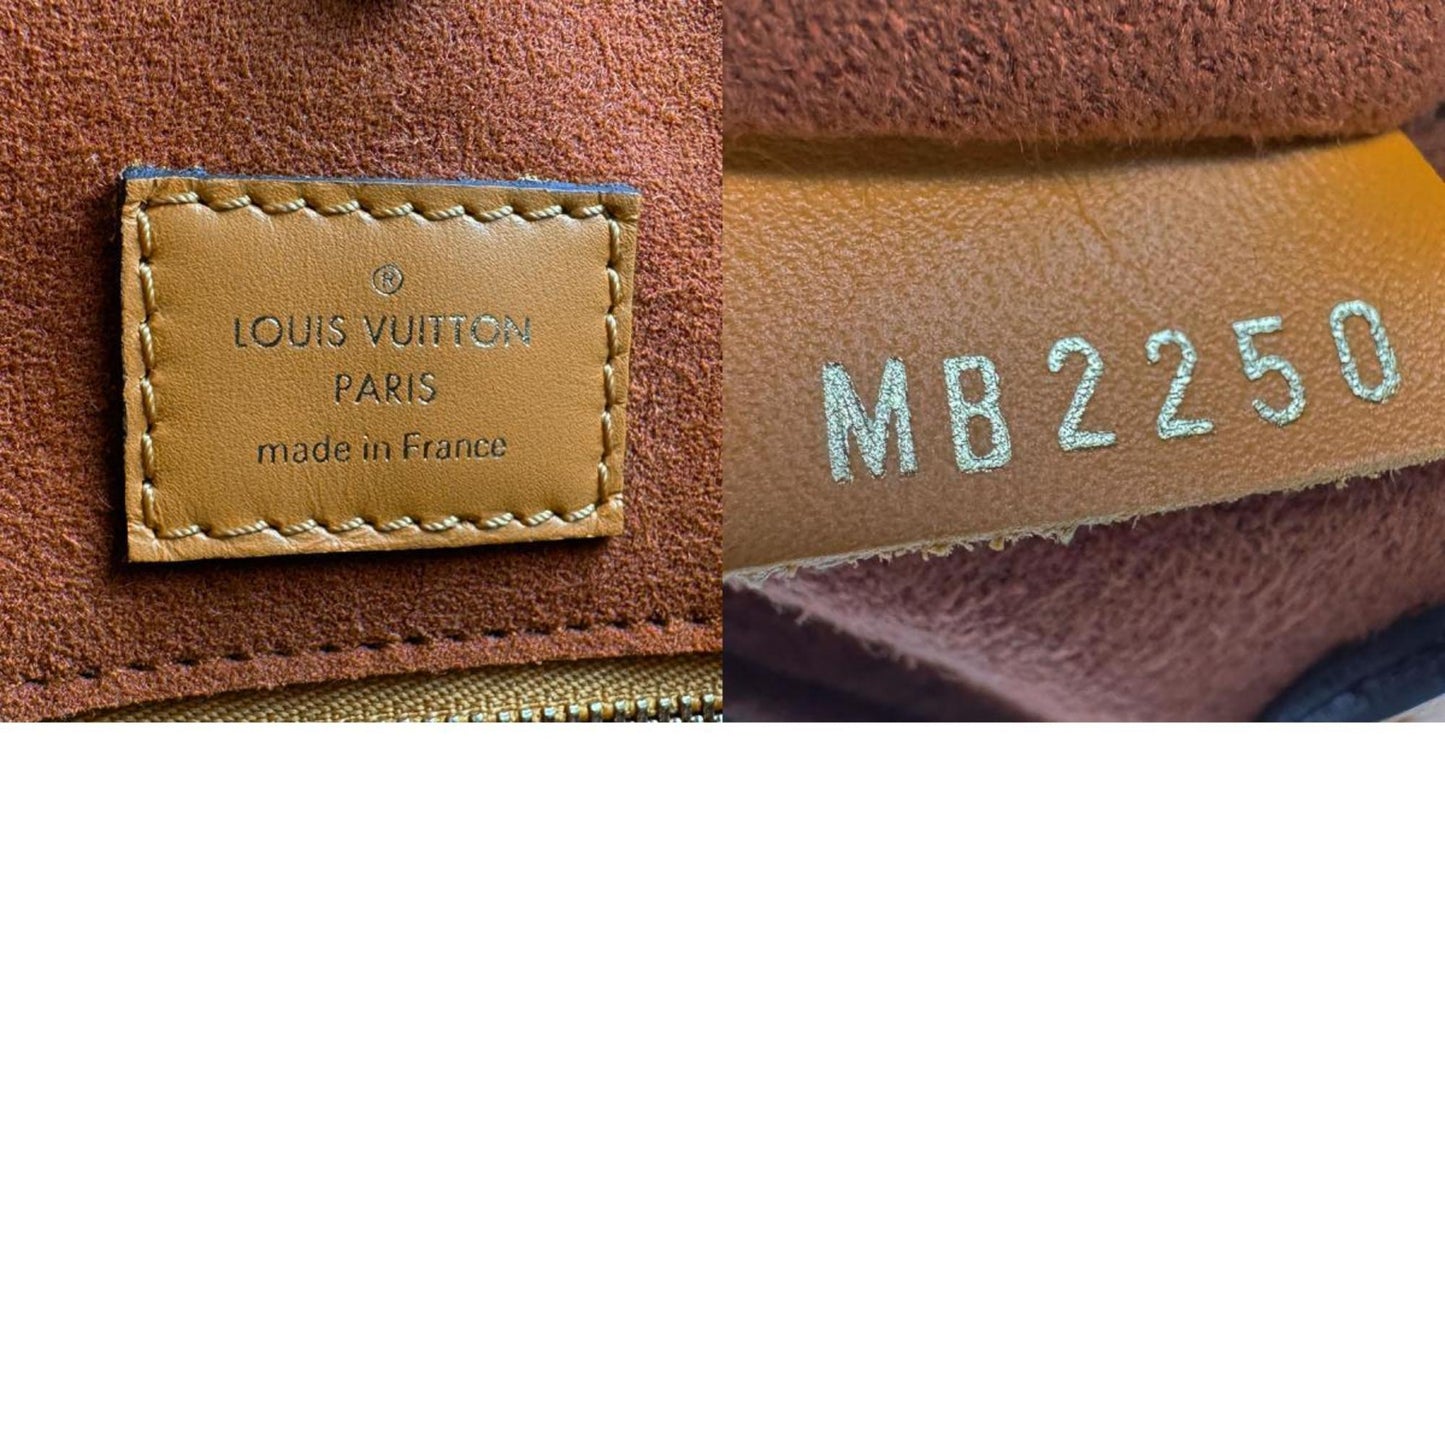 ®
LOUIS VUITTON
PARIS
made in France
MB2250